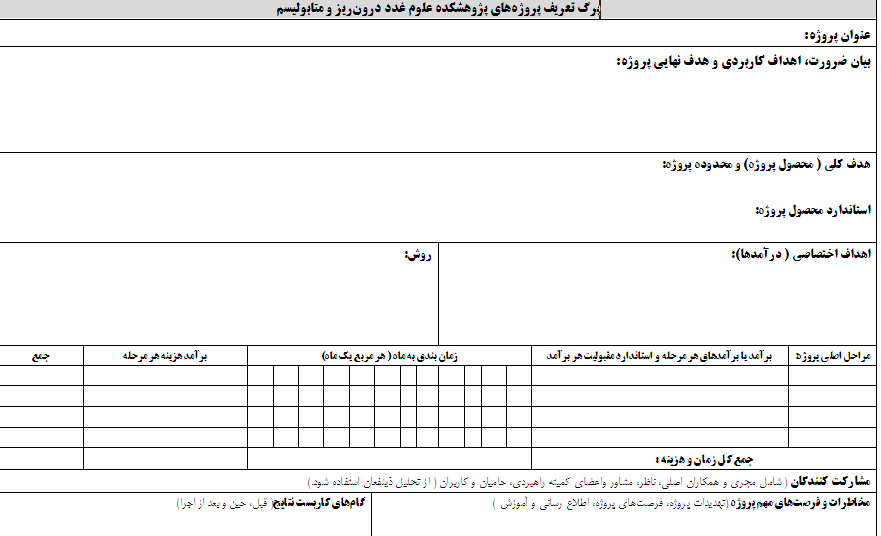 برگ تعریف پروژه‌های پژوهشکده علوم غدد درون‌ریز و متابولیسم
عنوان پروژه:
بیان ضرورت، اهداف کاربردی و هدف نهایی پروژه:
هدف کلی ( محصول پروژه) و محدوده پروژه:
استاندارد محصول پروژه:
اهداف اختصاصی ( درآمدها):
روش:
مراحل اصلی پروژه
برآمد یا برآمدهای هر مرحله و استاندارد مقبولیت هر برآمد
زمان بندی به ماه ( هر مربع یک ماه)
برآمد هزینه هر مرحله
جمع
جمع کل زمان و هزینه :
مشارکت کنندگان ( شامل مجری و همکاران اصلی، ناظر، مشاور واعضای کمیته راهبردی، حامیان و کاربران ( از تحلیل ذینفعان استفاده شود.)
مخاطرات و فرصت‌های مهم پروژه (تهدیدات پروژه، فرصت‌های پروژه، اطلاع رسانی و آموزش )
گام‌های کاربست نتایج( قبل، حین و بعد از اجرا)